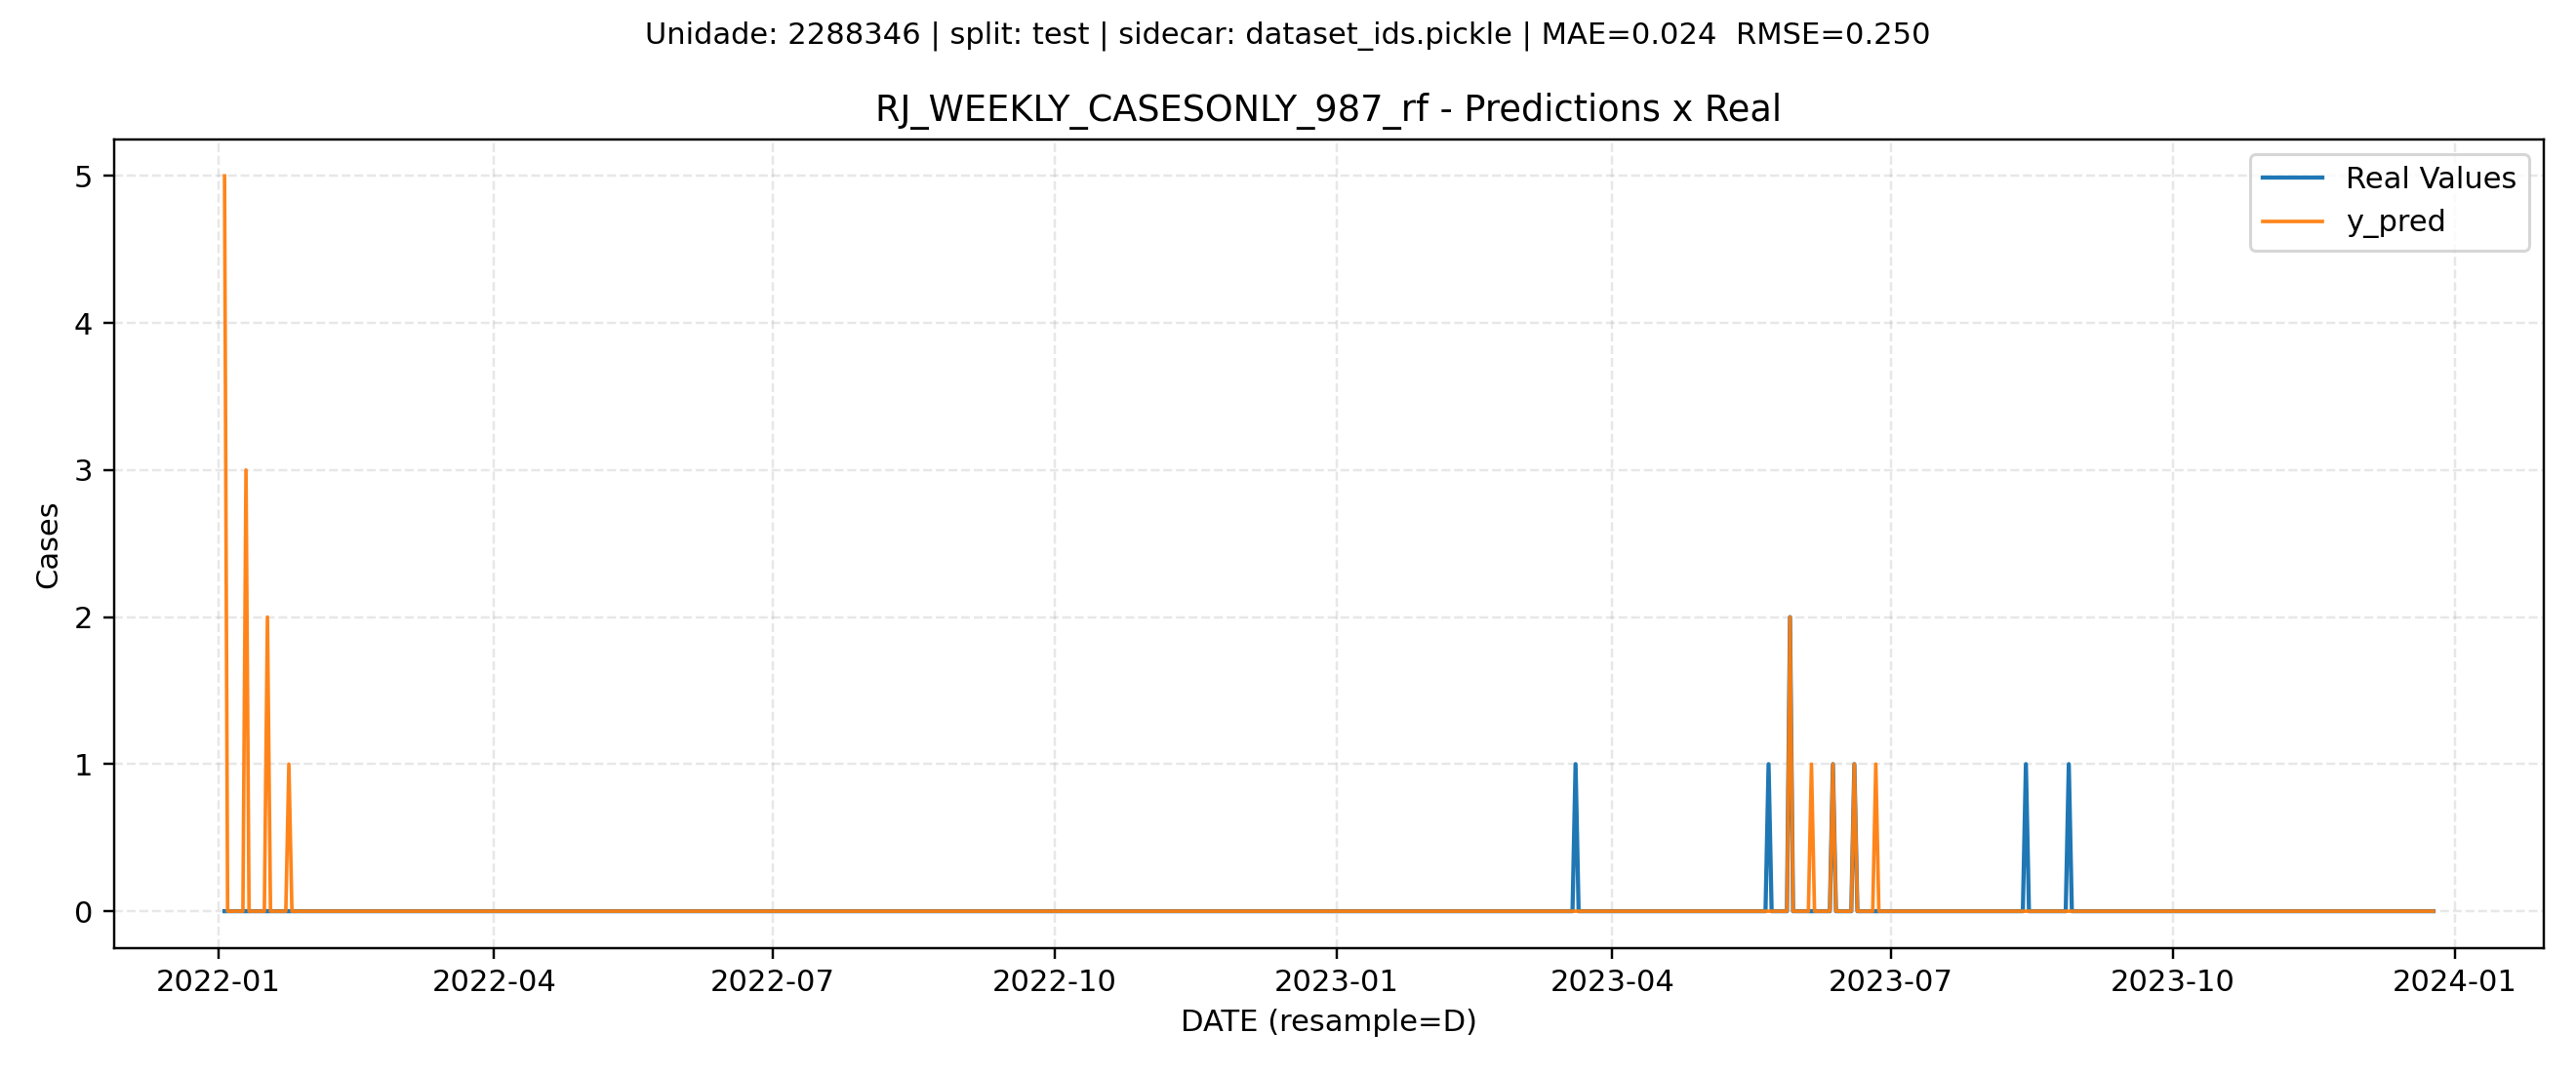 Unidade: 2288346 | split: test | sidecar: dataset_ids.pickle | MAE=0.024  RMSE=0.250
RJ_WEEKLY_CASESONLY_987_rf - Predictions x Real
Real Values
y_pred
5
4
3
2
1
0
Cases
2022-01 2022-04 2022-07 2022-10 2023-01 2023-04 2023-07 2023-10 2024-01
DATE (resample=D)